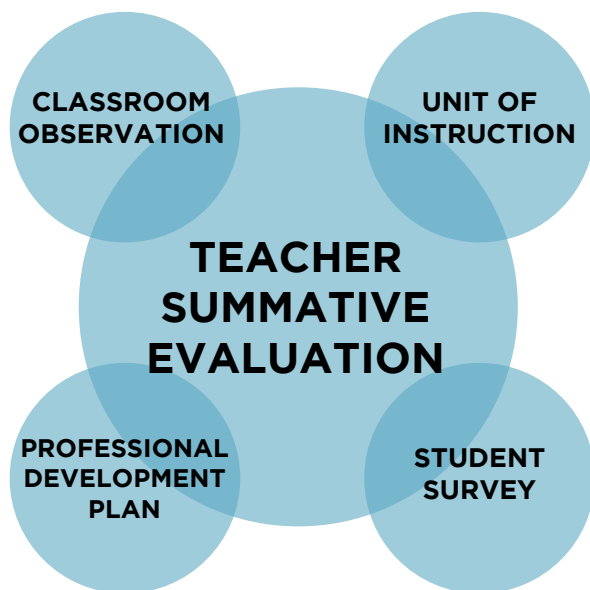 CLASSROOM
OBSERVATION
UNIT OF
INSTRUCTION
TEACHER
SUMMATIVE
EVALUATION
PROFESSIONAL
DEVELOPMENT
PLAN
STUDENT
SURVEY